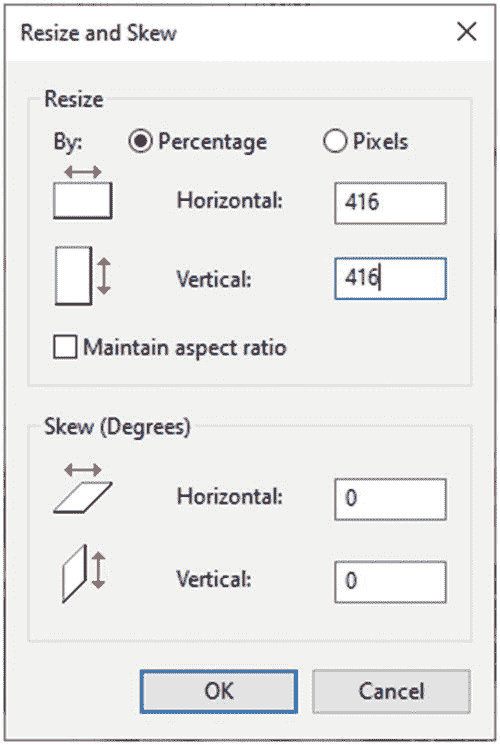 Resize and Skew
Resize
By: Percentage Pixels
Horizontal: 416
Vertical: 416
Maintain aspect ratio
Skew (Degrees)
Horizontal: 0
Vertical: 0
OK Cancel